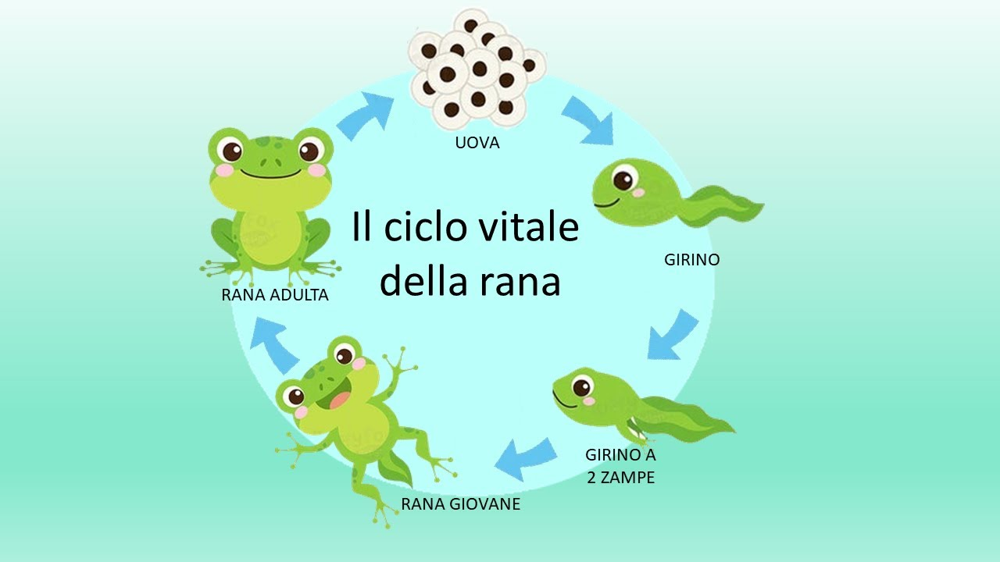 UOVA
GIRINO
Il ciclo vitale
della rana
RANA ADULTA
GIRINO A
2 ZAMPE
RANA GIOVANE